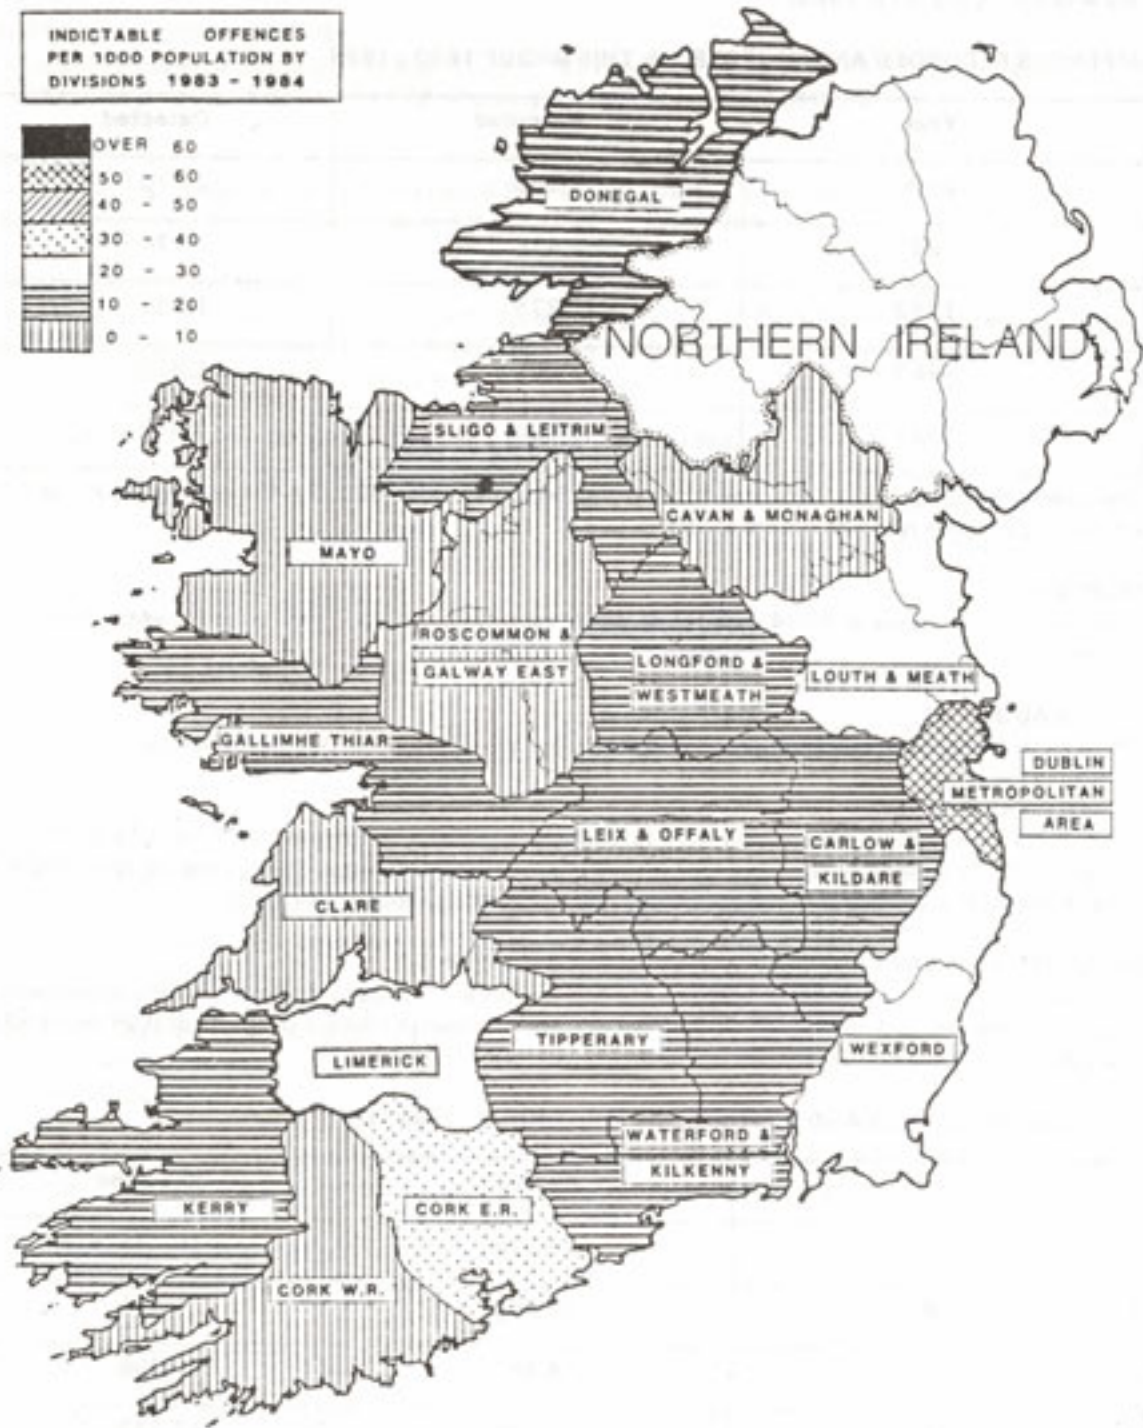 INDICTABLE OFFENCES
PER 1000 POPULATION BY
DIVISIONS 1983 - 1984
OVER 60
50 - 60
40 - 50
30 - 40
20 - 30
10 - 20
0 - 10
DONEGAL
NORTHERN IRELAND
SLIGO & LEITRIM
CAVAN & MONAGHAN
MAYO
ROSCOMMON &
GALWAY EAST
LONGFORD &
WESTMEATH
LOUTH & MEATH
GALLIMHE THIAR
DUBLIN
METROPOLITAN
AREA
LEIX & OFFALY
CARLOW &
KILDARE
CLARE
TIPPERARY
LIMERICK
WEXFORD
WATERFORD &
KILKENNY
KERRY
CORK E.R.
CORK W.R.